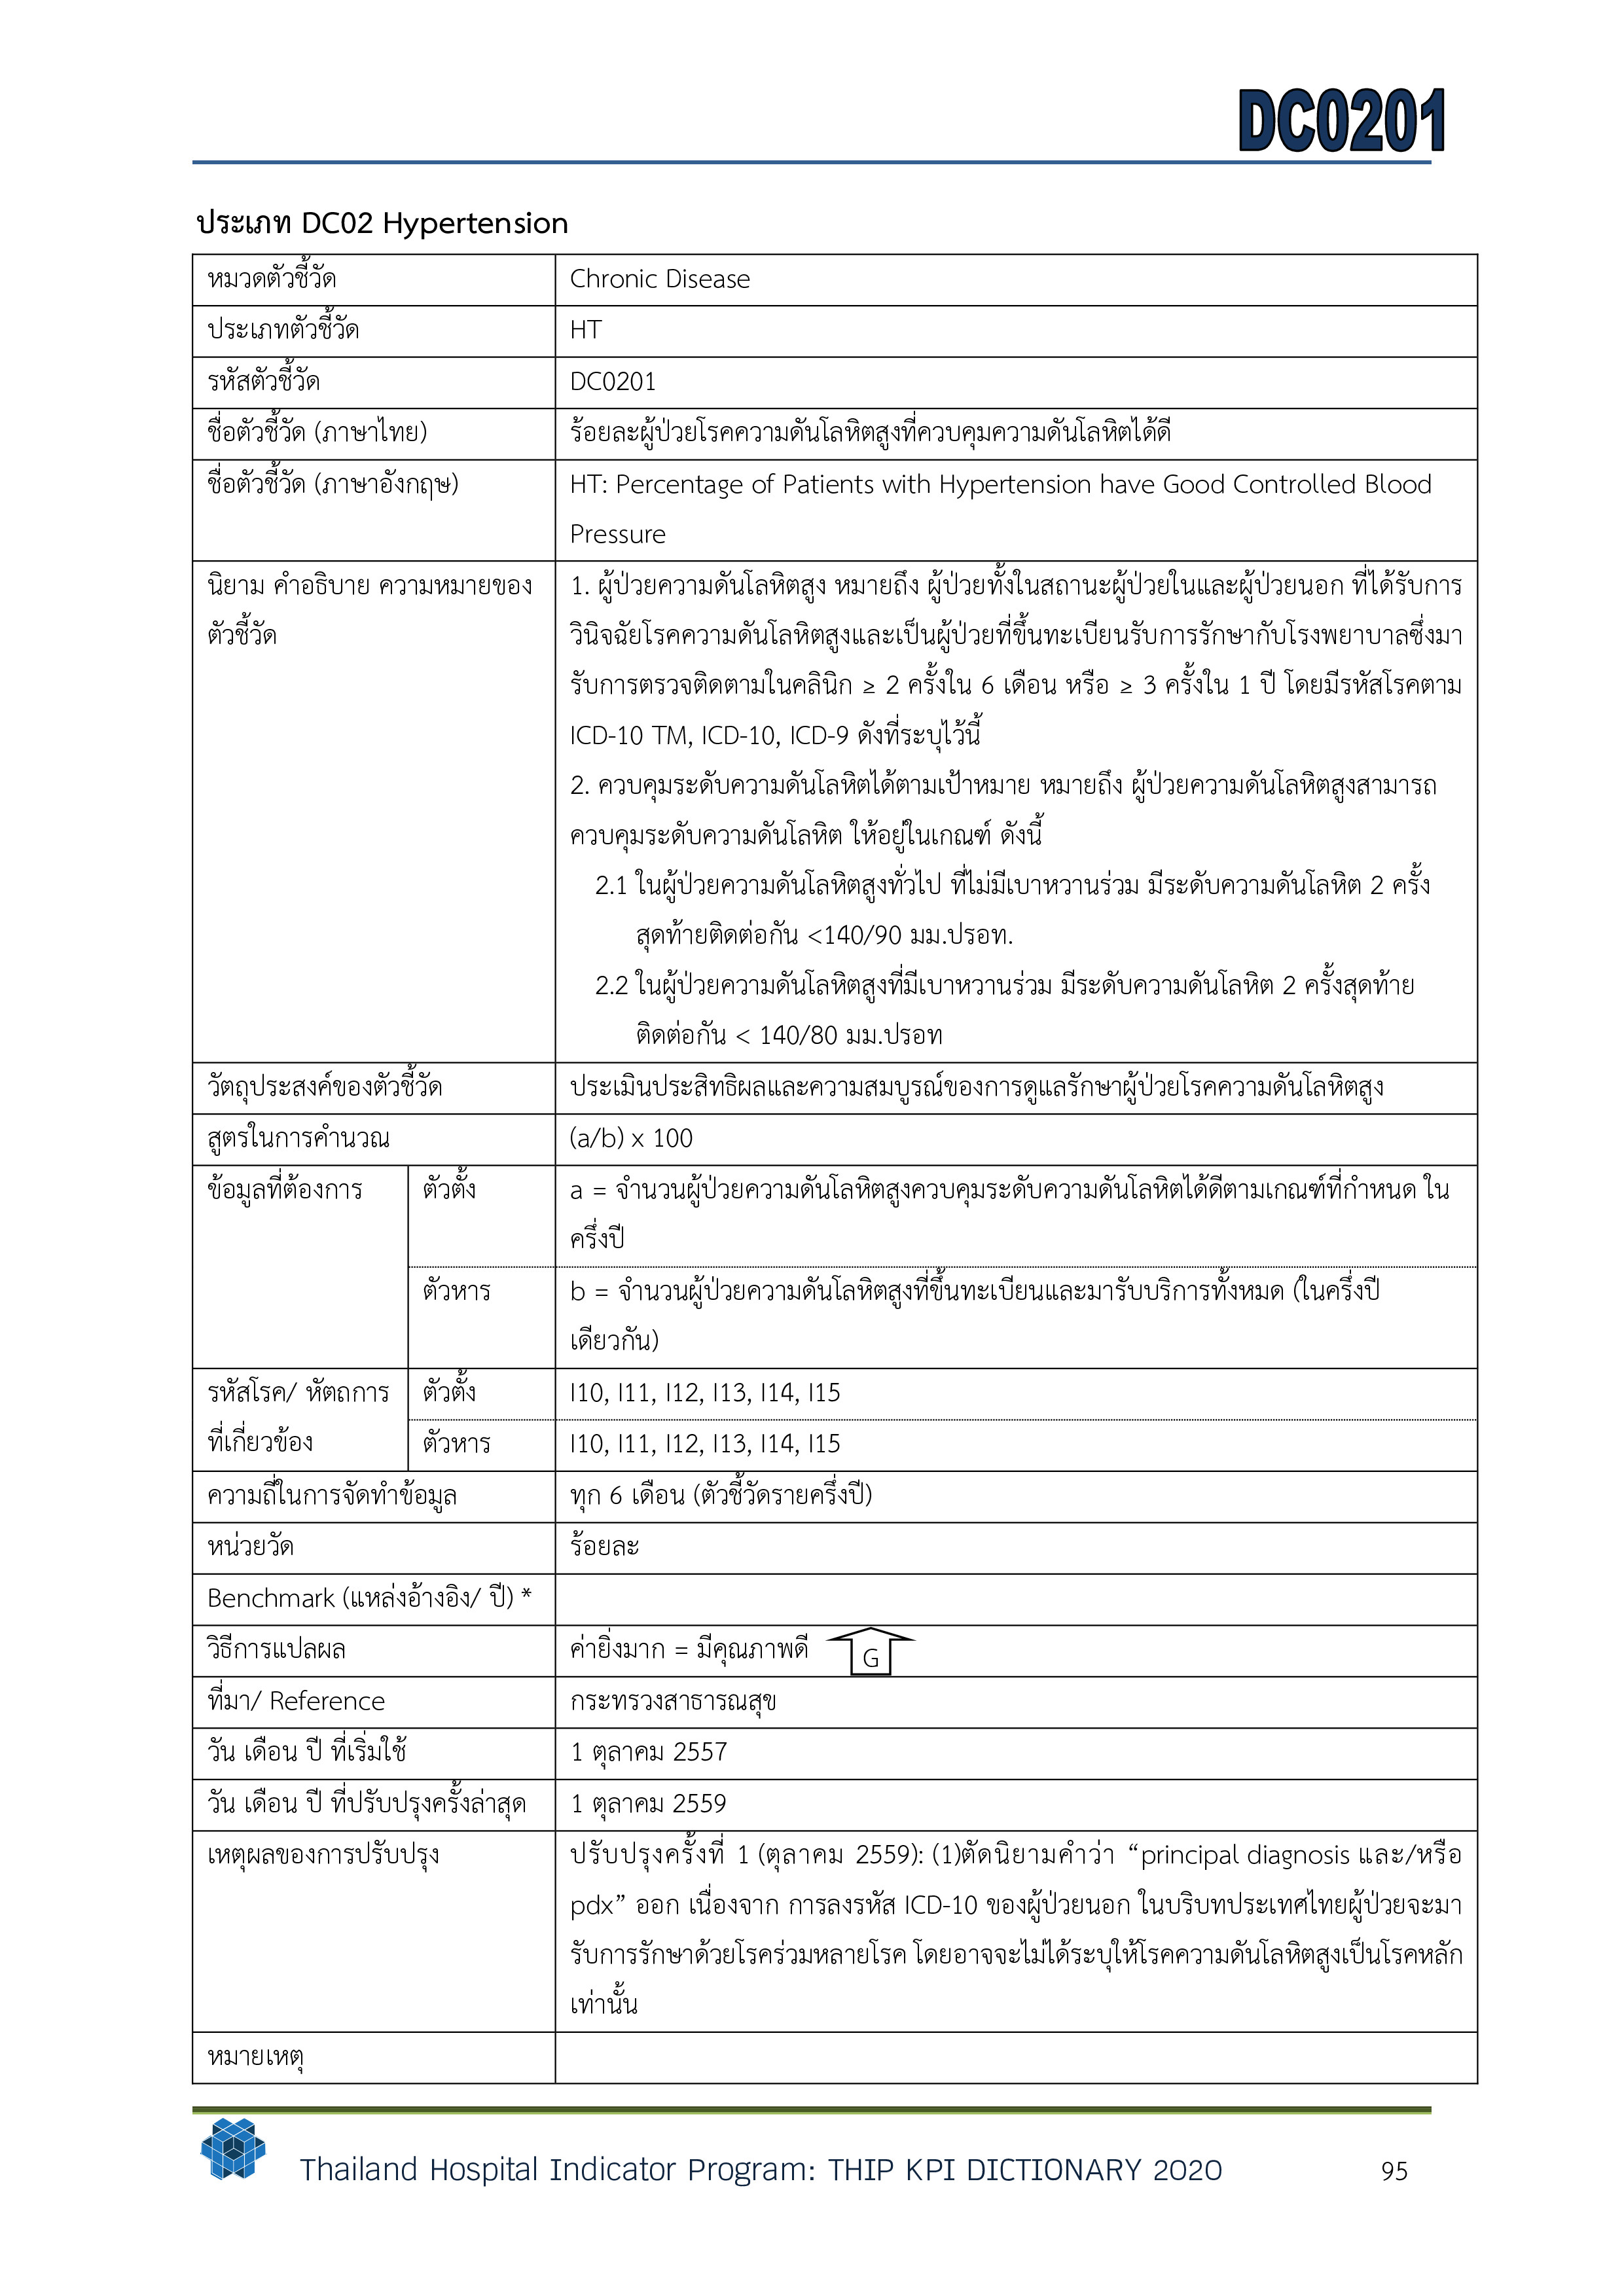 DC0201
ประเภท DC02 Hypertension
หมวดตัวชี้วัด Chronic Disease
ประเภทตัวชี้วัด HT
รหัสตัวชี้วัด DC0201
ชื่อตัวชี้วัด (ภาษาไทย) ร้อยละผู้ป่วยโรคความดันโลหิตสูงที่ควบคุมความดันโลหิตได้ดี
ชื่อตัวชี้วัด (ภาษาอังกฤษ) HT: Percentage of Patients with Hypertension have Good Controlled Blood
Pressure
นิยาม คำอธิบาย ความหมายของ
ตัวชี้วัด
1. ผู้ป่วยความดันโลหิตสูง หมายถึง ผู้ป่วยทั้งในสถานะผู้ป่วยในและผู้ป่วยนอก ที่ได้รับการ
วินิจฉัยโรคความดันโลหิตสูงและเป็นผู้ป่วยที่ขึ้นทะเบียนรับการรักษากับโรงพยาบาลซึ่งมา
รับการตรวจติดตามในคลินิก ≥ 2 ครั้งใน 6 เดือน หรือ ≥ 3 ครั้งใน 1 ปี โดยมีรหัสโรคตาม
ICD-10 TM, ICD-10, ICD-9 ดังที่ระบุไว้นี้
2. ควบคุมระดับความดันโลหิตได้ตามเป้าหมาย หมายถึง ผู้ป่วยความดันโลหิตสูงสามารถ
ควบคุมระดับความดันโลหิต ให้อยู่ในเกณฑ์ ดังนี้
2.1 ในผู้ป่วยความดันโลหิตสูงทั่วไป ที่ไม่มีเบาหวานร่วม มีระดับความดันโลหิต 2 ครั้ง
สุดท้ายติดต่อกัน <140/90 มม.ปรอท.
2.2 ในผู้ป่วยความดันโลหิตสูงที่มีเบาหวานร่วม มีระดับความดันโลหิต 2 ครั้งสุดท้าย
ติดต่อกัน < 140/80 มม.ปรอท
วัตถุประสงค์ของตัวชี้วัด ประเมินประสิทธิผลและความสมบูรณ์ของการดูแลรักษาผู้ป่วยโรคความดันโลหิตสูง
สูตรในการคำนวณ (a/b) x 100
ข้อมูลที่ต้องการ ตัวตั้ง a = จำนวนผู้ป่วยความดันโลหิตสูงควบคุมระดับความดันโลหิตได้ดีตามเกณฑ์ที่กำหนด ใน
ครึ่งปี
ตัวหาร b = จำนวนผู้ป่วยความดันโลหิตสูงที่ขึ้นทะเบียนและมารับบริการทั้งหมด (ในครึ่งปี
เดียวกัน)
รหัสโรค/ หัตถการ ตัวตั้ง I10, I11, I12, I13, I14, I15
ที่เกี่ยวข้อง ตัวหาร I10, I11, I12, I13, I14, I15
ความถี่ในการจัดทำข้อมูล ทุก 6 เดือน (ตัวชี้วัดรายครึ่งปี)
หน่วยวัด ร้อยละ
Benchmark (แหล่งอ้างอิง/ ปี) *
วิธีการแปลผล ค่ายิ่งมาก = มีคุณภาพดี G
ที่มา/ Reference กระทรวงสาธารณสุข
วัน เดือน ปี ที่เริ่มใช้ 1 ตุลาคม 2557
วัน เดือน ปี ที่ปรับปรุงครั้งล่าสุด 1 ตุลาคม 2559
เหตุผลของการปรับปรุง ปรับปรุงครั้งที่ 1 (ตุลาคม 2559): (1)ตัดนิยามคำว่า “principal diagnosis และ/หรือ
pdx” ออก เนื่องจาก การลงรหัส ICD-10 ของผู้ป่วยนอก ในบริบทประเทศไทยผู้ป่วยจะมา
รับการรักษาด้วยโรคร่วมหลายโรค โดยอาจจะไม่ได้ระบุให้โรคความดันโลหิตสูงเป็นโรคหลัก
เท่านั้น
หมายเหตุ
Thailand Hospital Indicator Program: THIP KPI DICTIONARY 2020 95